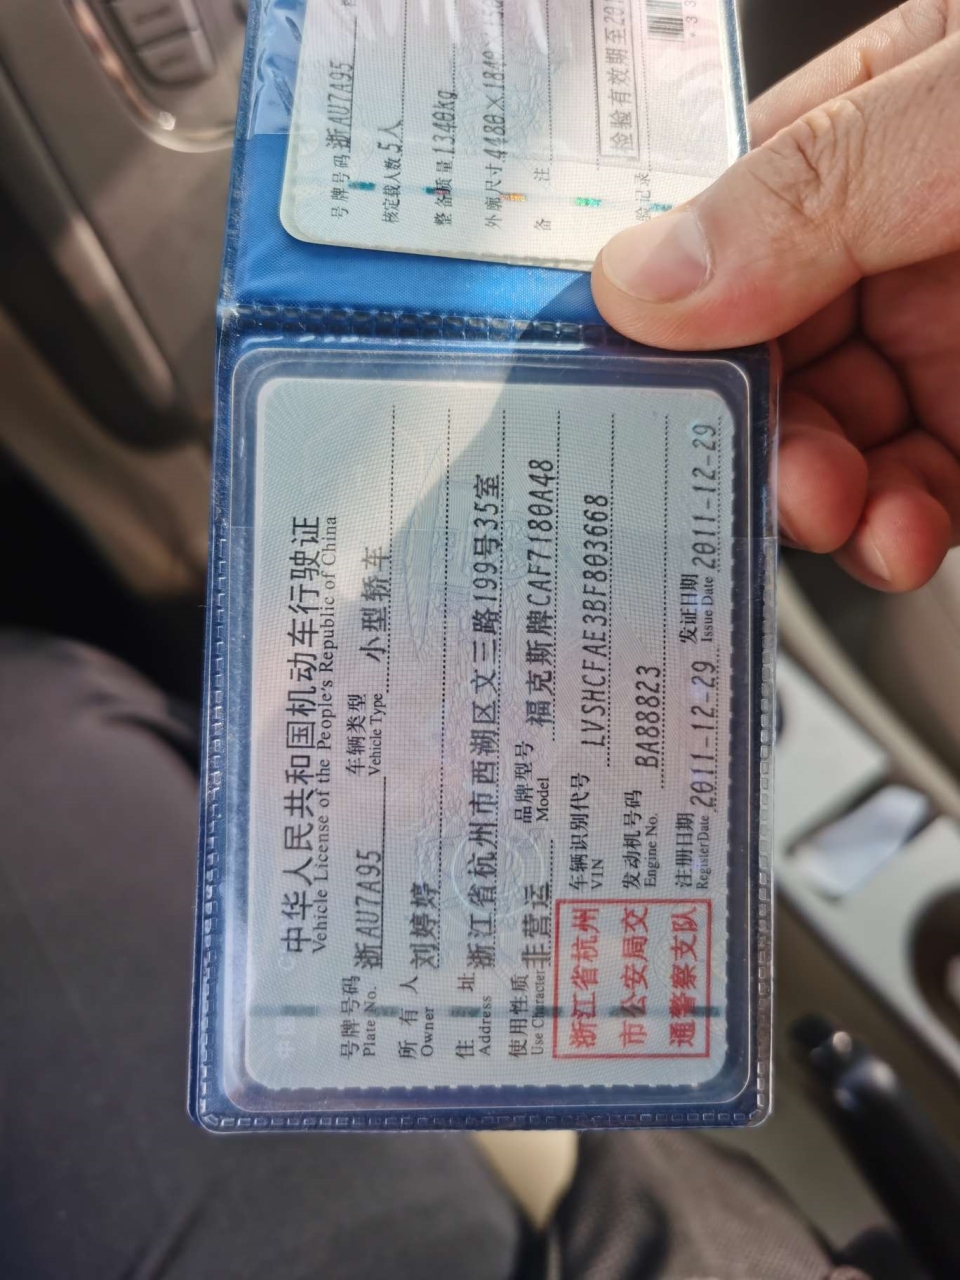 中华人民共和国机动车行驶证
Vehicle License of the People's Republic of China
号牌号码 浙AU7A95 车辆类型 小型轿车
Plate No. Vehicle Type
所有人 刘婷婷
Owner
住址 浙江省杭州市西湖区文三路199号35室
Address
使用性质 非营运 品牌型号 福克斯牌CAF7180A48
Use Character Model
浙江省杭州
市公安局交
通警察支队
车辆识别代号 LVSHCFAE3BF803668
VIN
发动机号码 BA88823
Engine No.
注册日期 2011-12-29 发证日期 2011-12-29
Register Date Issue Date
号牌号码 浙AU7A95
核定载人数 5人
整备质量 1340kg
外廓尺寸 4480×184
备注
验记录
检验有效期至201